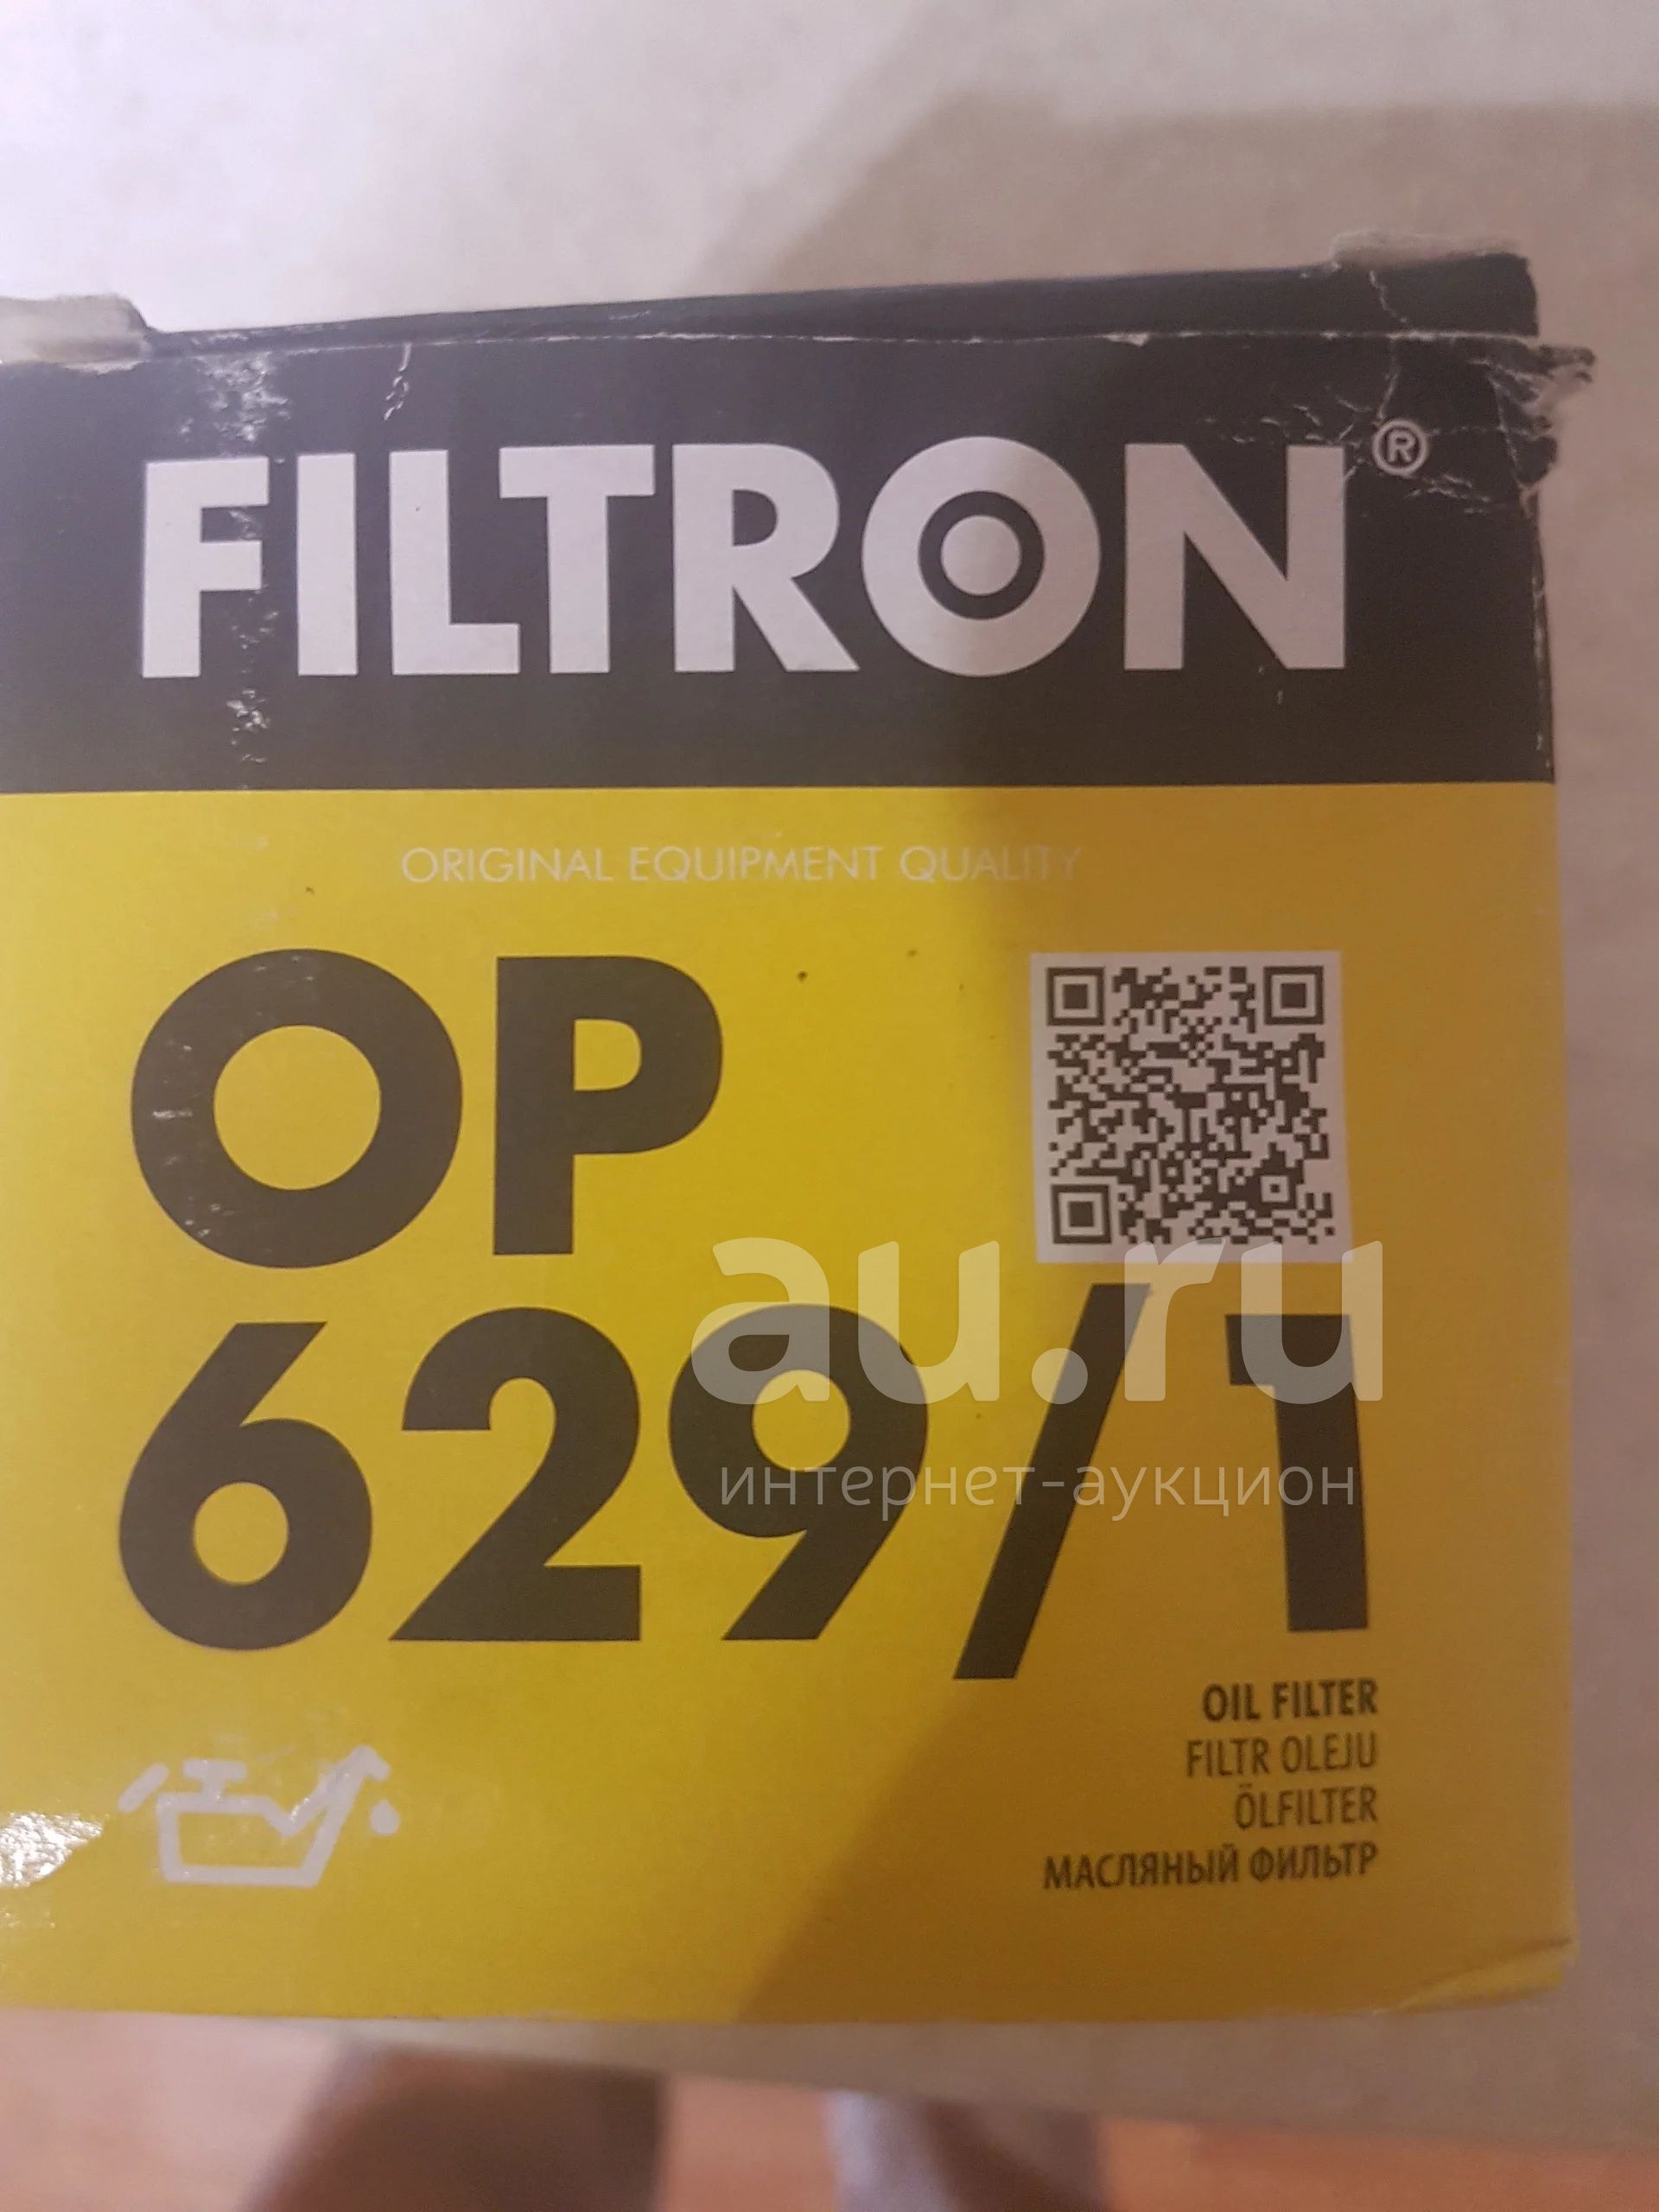 FILTRON®
ORIGINAL EQUIPMENT QUALITY
OP
629/1
au.ru
интернет-аукцион
OIL FILTER
FILTR OLEJU
ÖLFILTER
МАСЛЯНЫЙ ФИЛЬТР